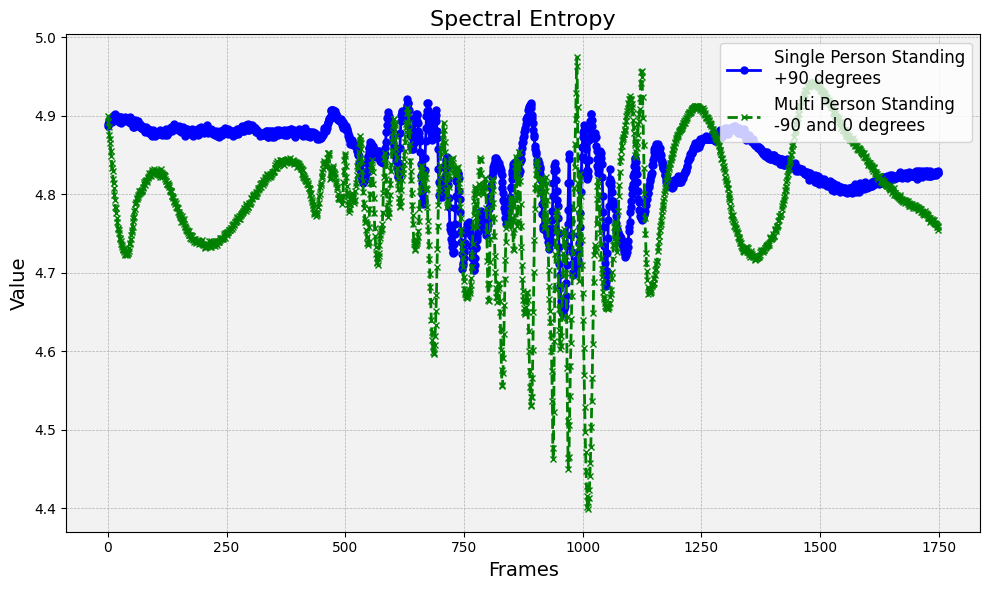 Spectral Entropy
Single Person Standing
+90 degrees
Multi Person Standing
-90 and 0 degrees
5.0
4.9
4.8
4.7
4.6
4.5
4.4
Value
0
250
500
750
1000
1250
1500
1750
Frames